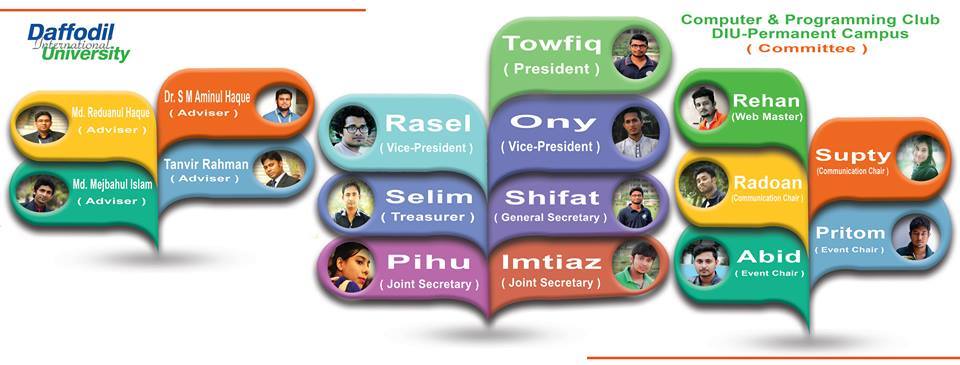 Daffodil
International
University
Computer & Programming Club
DIU-Permanent Campus
( Committee )
Md. Reduanul Haque
( Adviser )
Dr. S M Aminul Haque
( Adviser )
Md. Mejbahul Islam
( Adviser )
Tanvir Rahman
( Adviser )
Towfiq
( President )
Rasel
(Vice-President )
Ony
(Vice-President )
Selim
( Treasurer )
Shifat
(General Secretary )
Pihu
(Joint Secretary )
Imtiaz
(Joint Secretary )
Rehan
(Web Master)
Supty
(Communication Chair )
Radoan
(Communication Chair )
Pritom
(Event Chair )
Abid
( Event Chair )